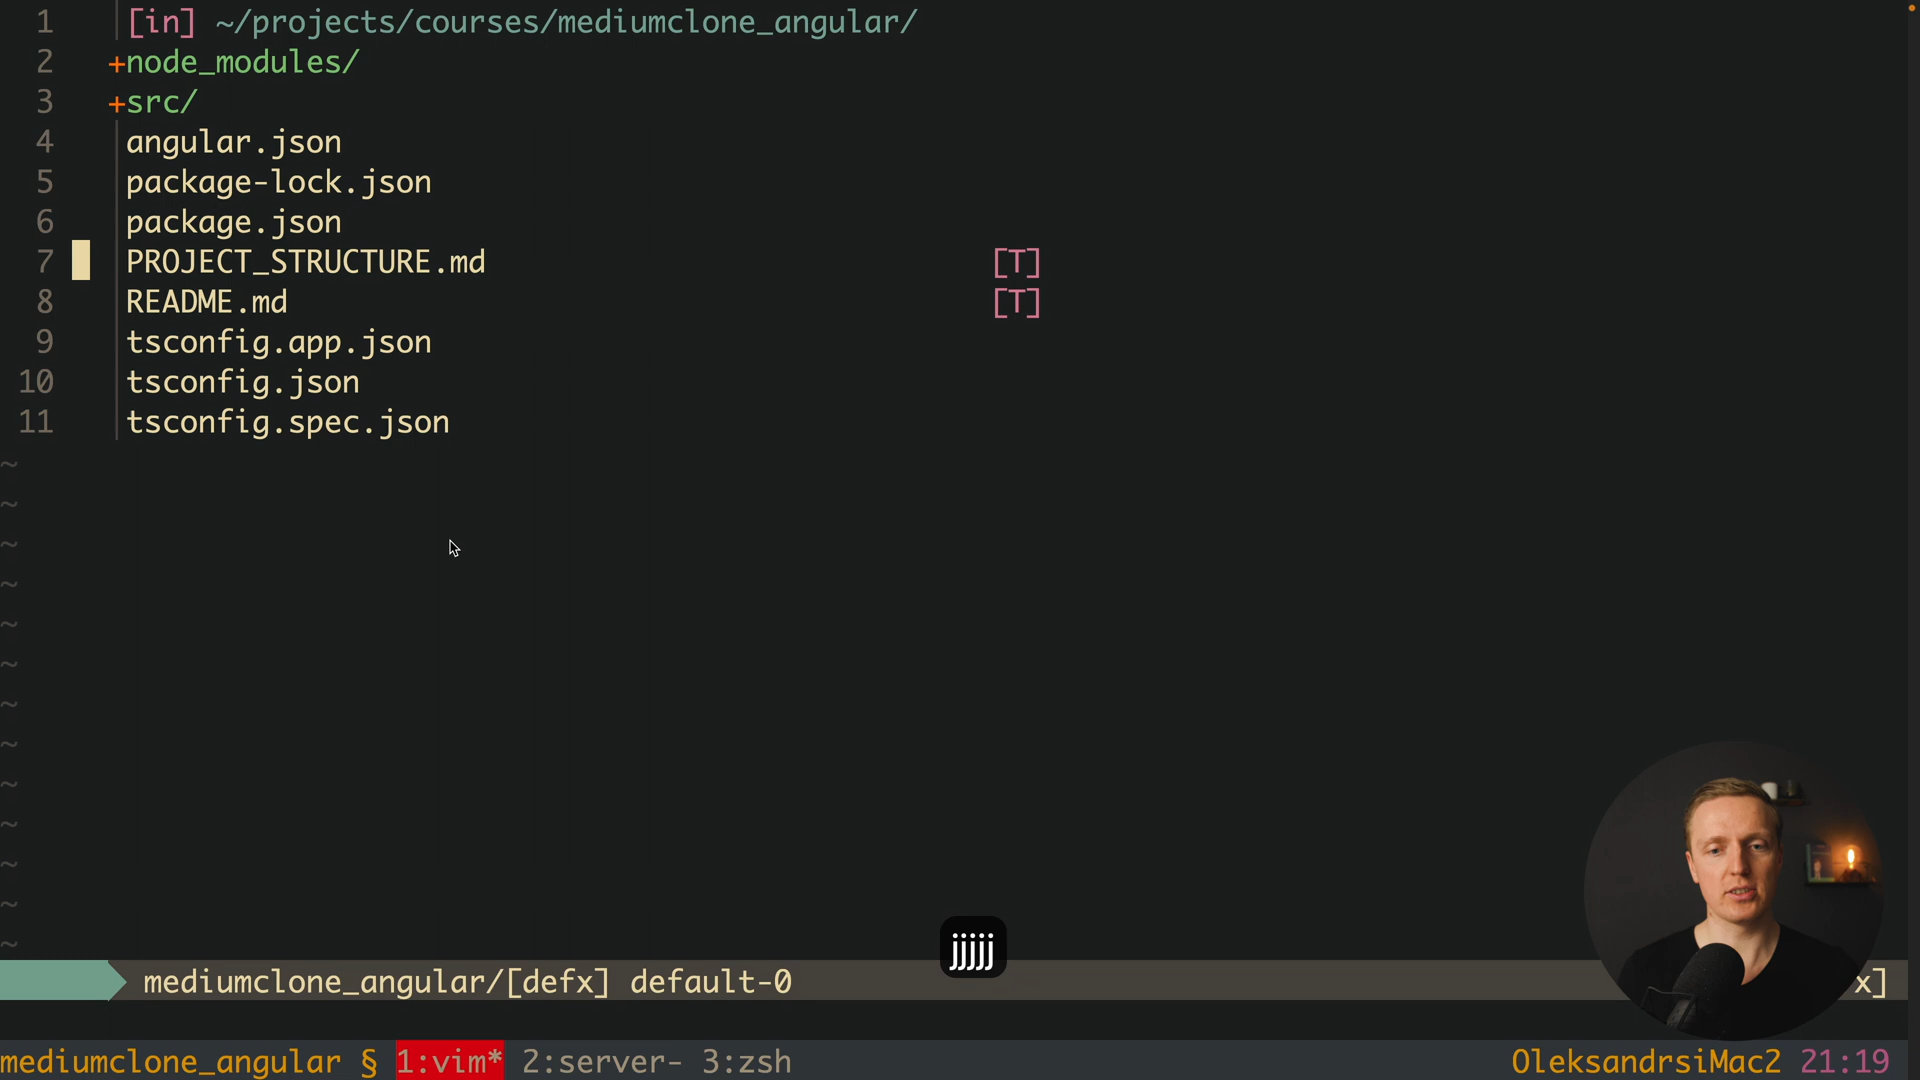 1 [in] ~/projects/courses/mediumclone_angular/
2 +node_modules/
3 +src/
4 angular.json
5 package-lock.json
6 package.json
7 PROJECT_STRUCTURE.md [T]
8 README.md [T]
9 tsconfig.app.json
10 tsconfig.json
11 tsconfig.spec.json
~
~
~
~
~
~
~
~
~
~
~
~
~
jjjjj
mediumclone_angular/[defx] default-0 x]
mediumclone_angular § 1:vim* 2:server- 3:zsh OleksandrsiMac2 21:19